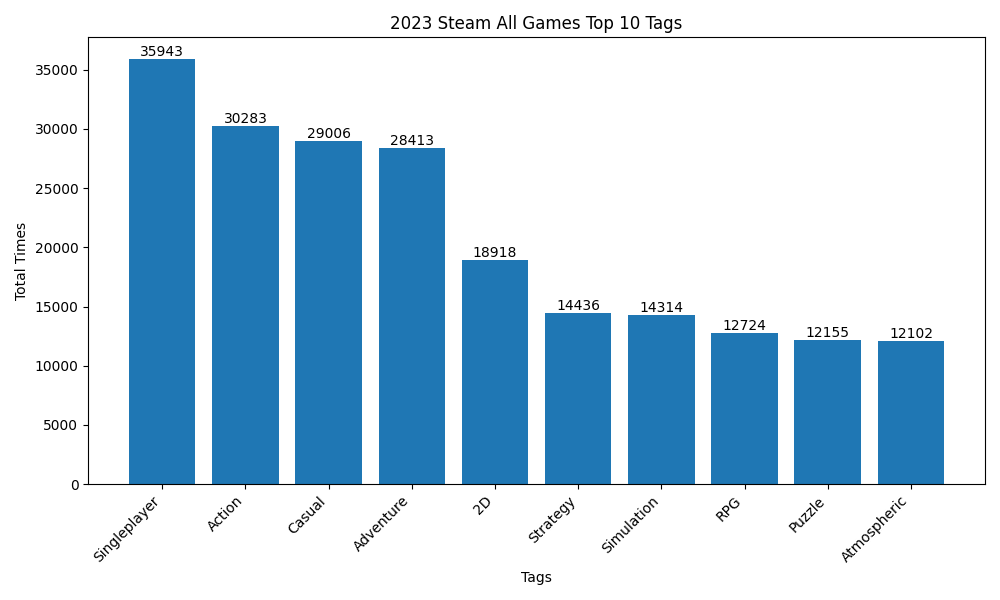 2023 Steam All Games Top 10 Tags
35943
30283
29006
28413
18918
14436
14314
12724
12155
12102
35000
30000
25000
20000
15000
10000
5000
0
Total Times
Singleplayer
Action
Casual
Adventure
2D
Strategy
Simulation
RPG
Puzzle
Atmospheric
Tags